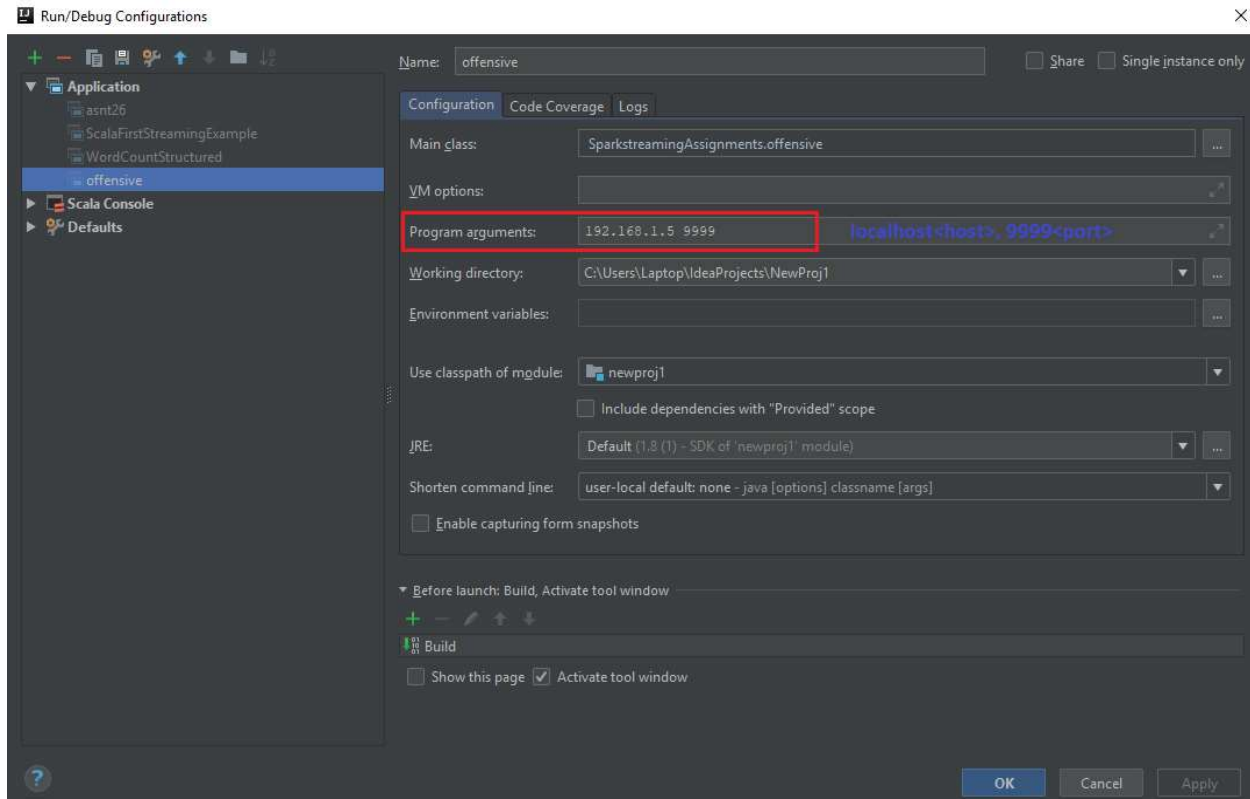 Run/Debug Configurations
Name: offensive
Share
Single instance only
Application
asnt26
ScalaFirstStreamingExample
WordCountStructured
offensive
Scala Console
Defaults
Configuration Code Coverage Logs
Main class: SparkstreamingAssignments.offensive ...
VM options:
Program arguments: 192.168.1.5 9999 localhost<host>, 9999<port>
Working directory: C:\Users\Laptop\IdeaProjects\NewProj1 ...
Environment variables: ...
Use classpath of module: newproj1
Include dependencies with "Provided" scope
JRE: Default (1.8 (1) - SDK of 'newproj1' module) ...
Shorten command line: user-local default: none - java [options] classname [args]
Enable capturing form snapshots
Before launch: Build, Activate tool window
Build
Show this page Activate tool window
? OK Cancel Apply